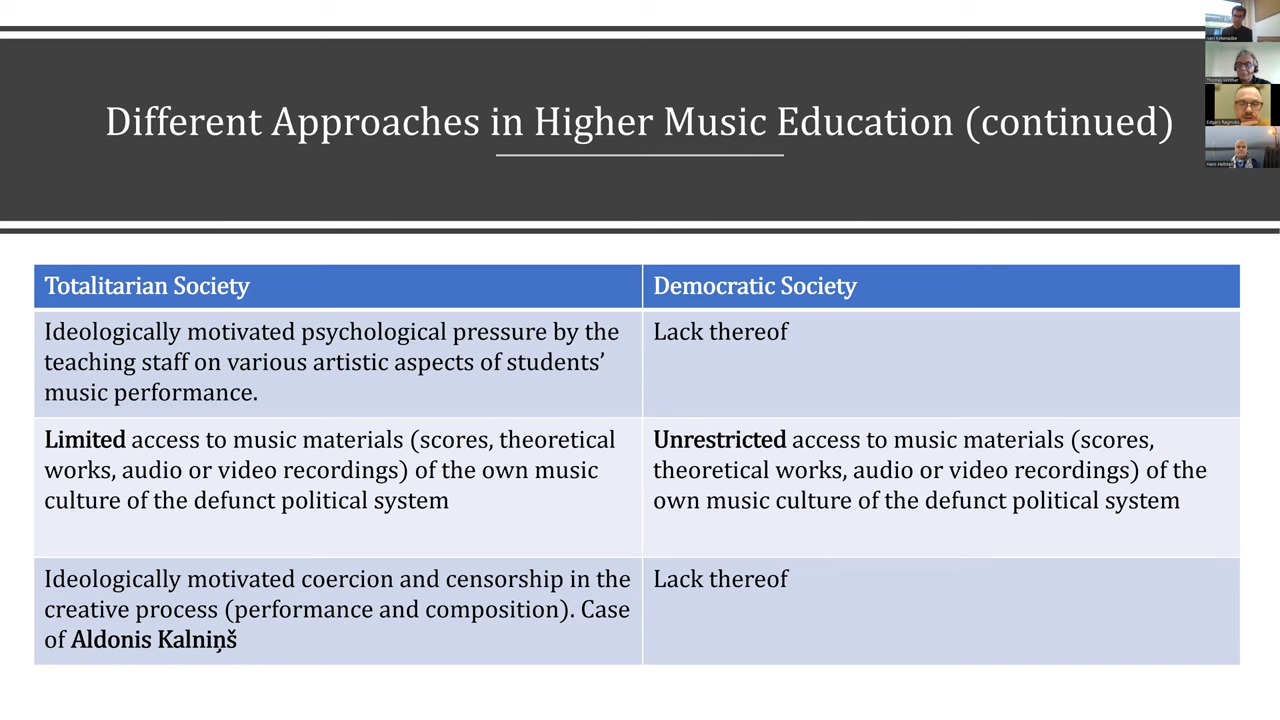 Different Approaches in Higher Music Education (continued)
Totalitarian Society
Democratic Society
Ideologically motivated psychological pressure by the
teaching staff on various artistic aspects of students’
music performance.
Lack thereof
Limited access to music materials (scores, theoretical
works, audio or video recordings) of the own music
culture of the defunct political system
Unrestricted access to music materials (scores,
theoretical works, audio or video recordings) of the
own music culture of the defunct political system
Ideologically motivated coercion and censorship in the
creative process (performance and composition). Case
of Aldonis Kalniņš
Lack thereof